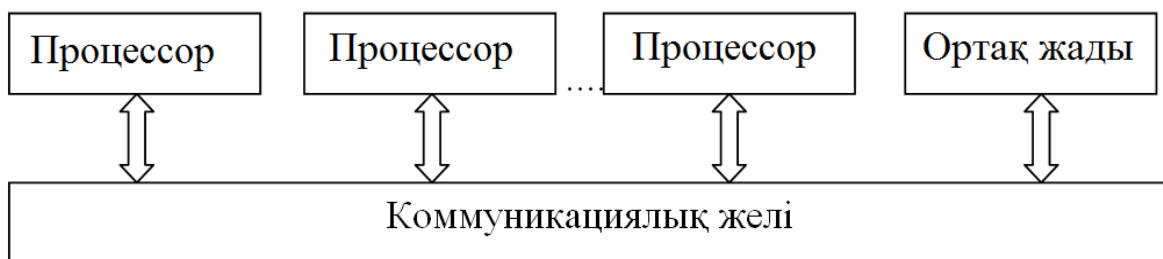 Процессор
Процессор
....
Процессор
Ортақ жады
Коммуникациялық желі